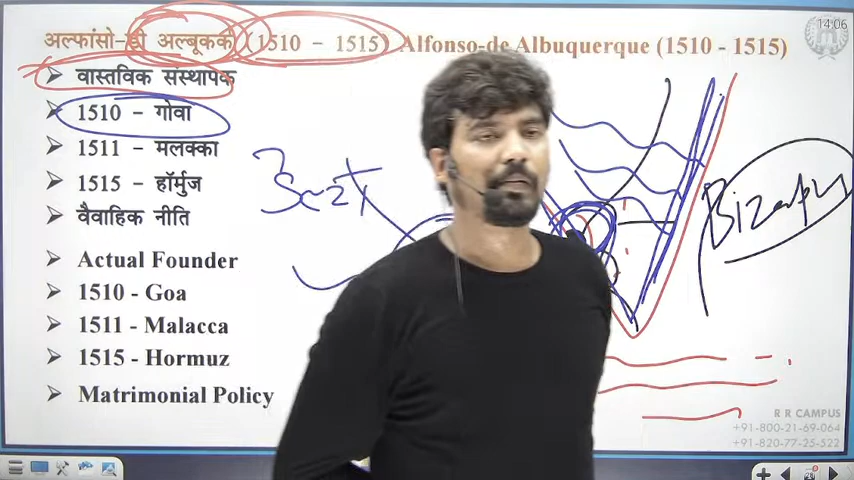 14:06
अल्फांसो-डी अल्बूकर्क (1510 – 1515) Alfonso-de Albuquerque (1510 - 1515)
➤ वास्तविक संस्थापक
➤ 1510 – गोवा
➤ 1511 – मलक्का
➤ 1515 – हॉर्मुज
➤ वैवाहिक नीति
➤ Actual Founder
➤ 1510 - Goa
➤ 1511 - Malacca
➤ 1515 - Hormuz
➤ Matrimonial Policy
Bizapur
R R CAMPUS
+91-800-21-69-064
+91-820-77-25-522